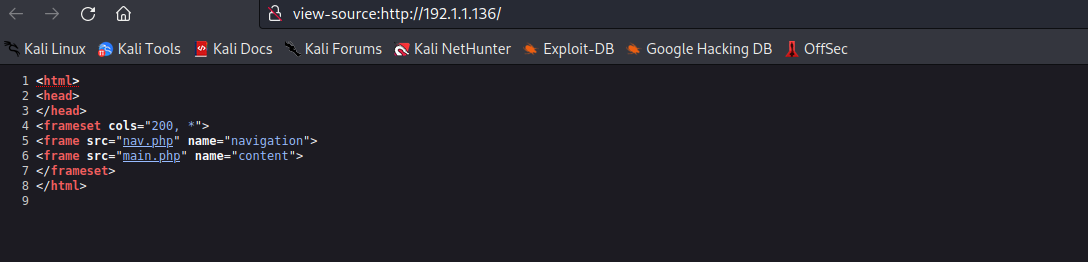 view-source:http://192.1.1.136/
Kali Linux Kali Tools Kali Docs Kali Forums Kali NetHunter Exploit-DB Google Hacking DB OffSec
1 <html>
2 <head>
3 </head>
4 <frameset cols="200, *">
5 <frame src="nav.php" name="navigation">
6 <frame src="main.php" name="content">
7 </frameset>
8 </html>
9